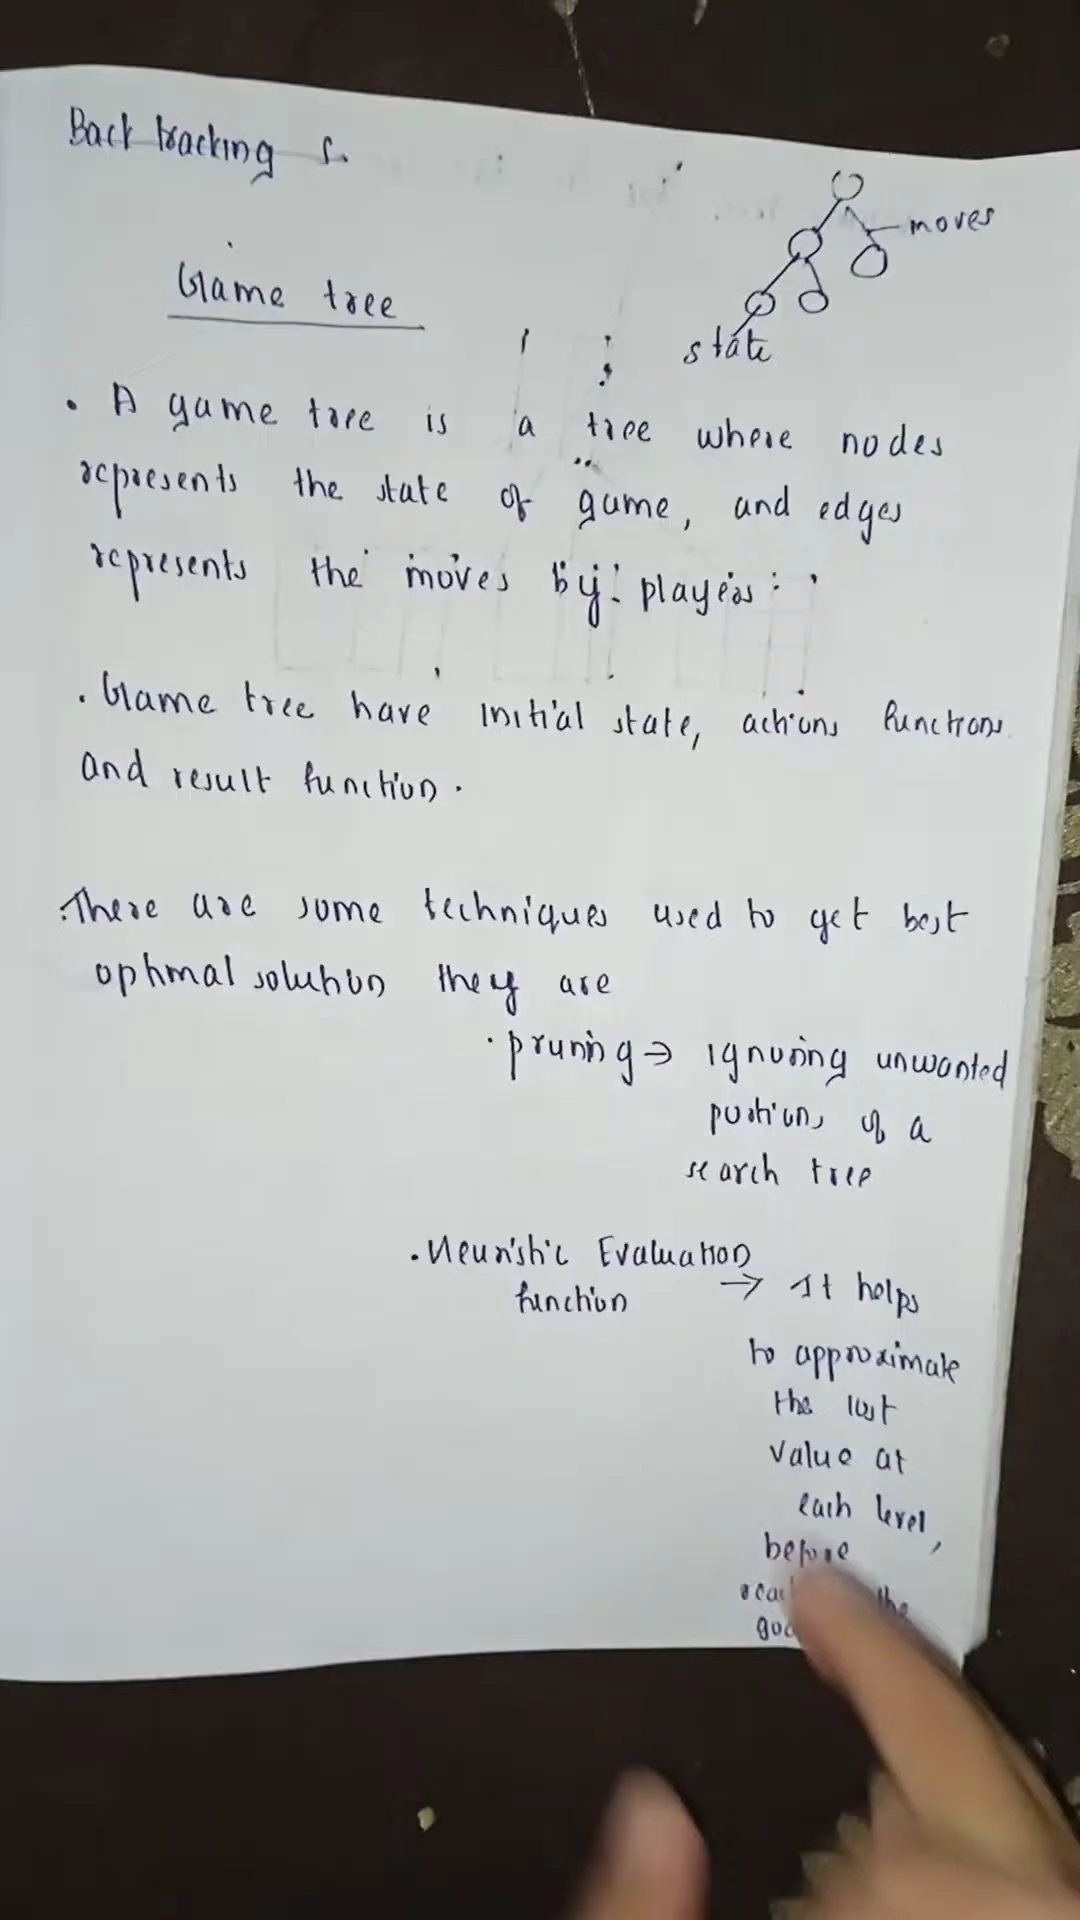 Back tracking
moves
Game tree
state
. A game tree is a tree where nodes
represents the state of game, and edges
represents the moves by players.
. Game tree have initial state, actions functions
and result function.
. There are some techniques used to get best
optimal solution they are
. pruning → ignoring unwanted
portions of a
search tree
. Heuristic Evaluation
function → It helps
to approximate
the cost
value at
each level,
before
the